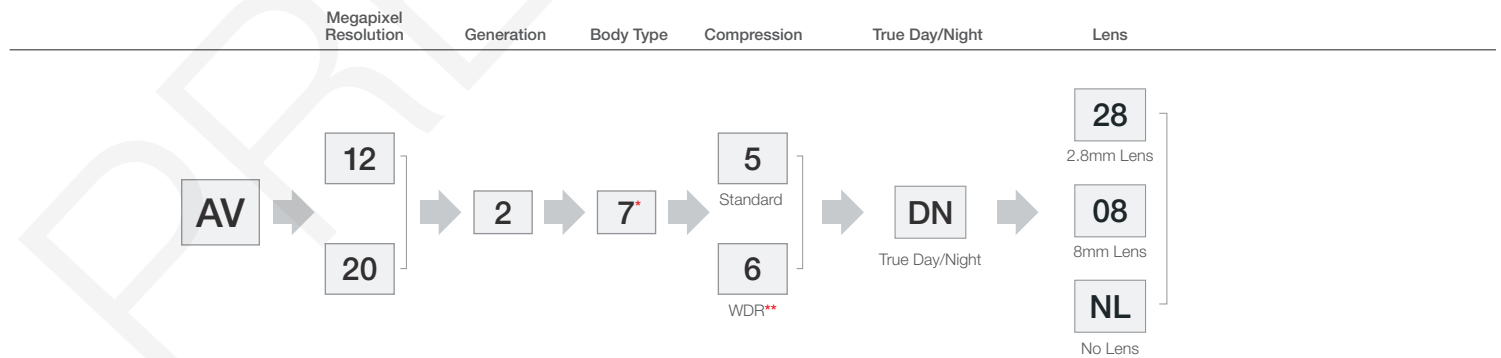 Megapixel
Resolution
Generation
Body Type
Compression
True Day/Night
Lens
AV
12
20
2
7*
5
Standard
6
WDR**
DN
True Day/Night
28
2.8mm Lens
08
8mm Lens
NL
No Lens